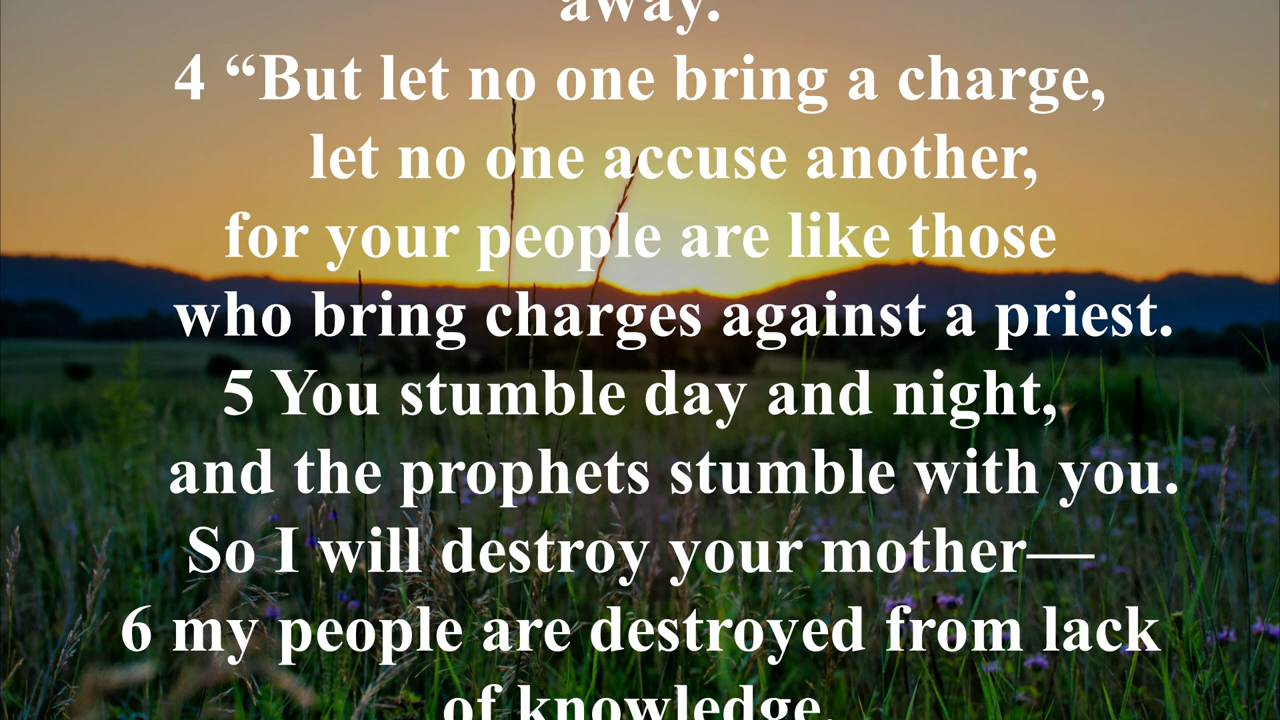 away.
4 “But let no one bring a charge,
let no one accuse another,
for your people are like those
who bring charges against a priest.
5 You stumble day and night,
and the prophets stumble with you.
So I will destroy your mother—
6 my people are destroyed from lack
of knowledge.